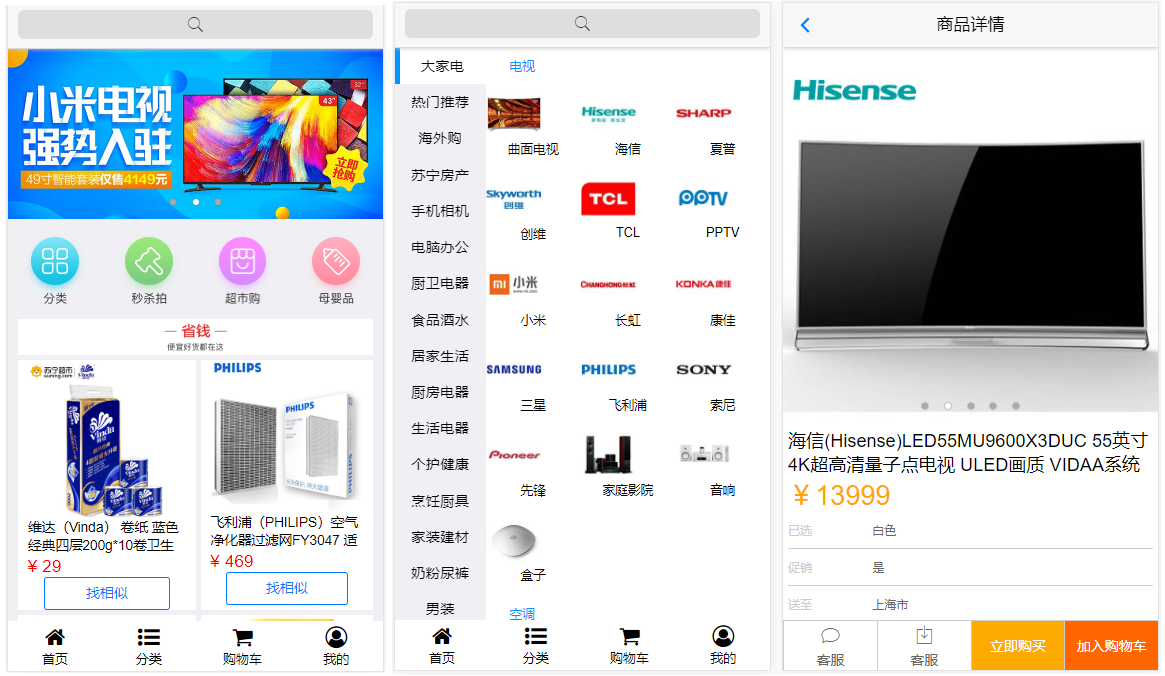 小米电视
强势入驻
49寸智能套装仅售4149元
32"
43"
立即
抢购
分类
秒杀拍
超市购
母婴品
— 省钱 —
便宜好货都在这
苏宁超市
suning.com
Vinda
维达（Vinda） 卷纸 蓝色
经典四层200g*10卷卫生
¥ 29
找相似
PHILIPS
PHILIPS
飞利浦（PHILIPS）空气
净化器过滤网FY3047 适
¥ 469
找相似
首页
分类
购物车
我的
大家电
热门推荐
海外购
苏宁房产
手机相机
电脑办公
厨卫电器
食品酒水
居家生活
厨房电器
生活电器
个护健康
烹饪厨具
家装建材
奶粉尿裤
男装
电视
曲面电视
Hisense
海信
SHARP
夏普
Skyworth
创维
创维
TCL
TCL
PPTV
PPTV
小米
小米
CHANGHONG长虹
长虹
KONKA 康佳
康佳
SAMSUNG
三星
PHILIPS
飞利浦
SONY
索尼
Pioneer
先锋
家庭影院
音响
盒子
空调
首页
分类
购物车
我的
商品详情
Hisense
海信(Hisense)LED55MU9600X3DUC 55英寸
4K超高清量子点电视 ULED画质 VIDAA系统
¥ 13999
已选 白色
促销 是
送至 上海市
客服
客服
立即购买
加入购物车